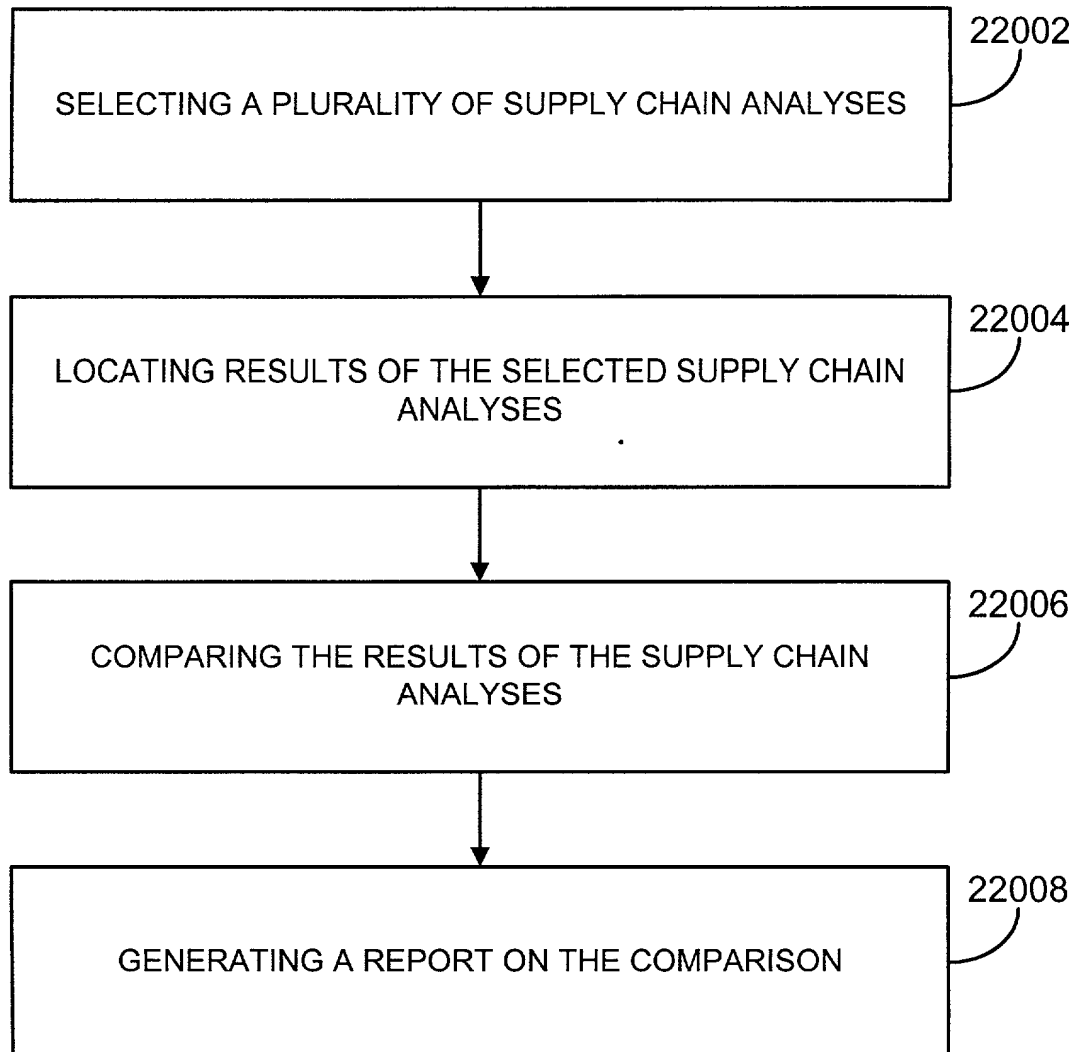 22002
SELECTING A PLURALITY OF SUPPLY CHAIN ANALYSES
22004
LOCATING RESULTS OF THE SELECTED SUPPLY CHAIN
ANALYSES
22006
COMPARING THE RESULTS OF THE SUPPLY CHAIN
ANALYSES
22008
GENERATING A REPORT ON THE COMPARISON